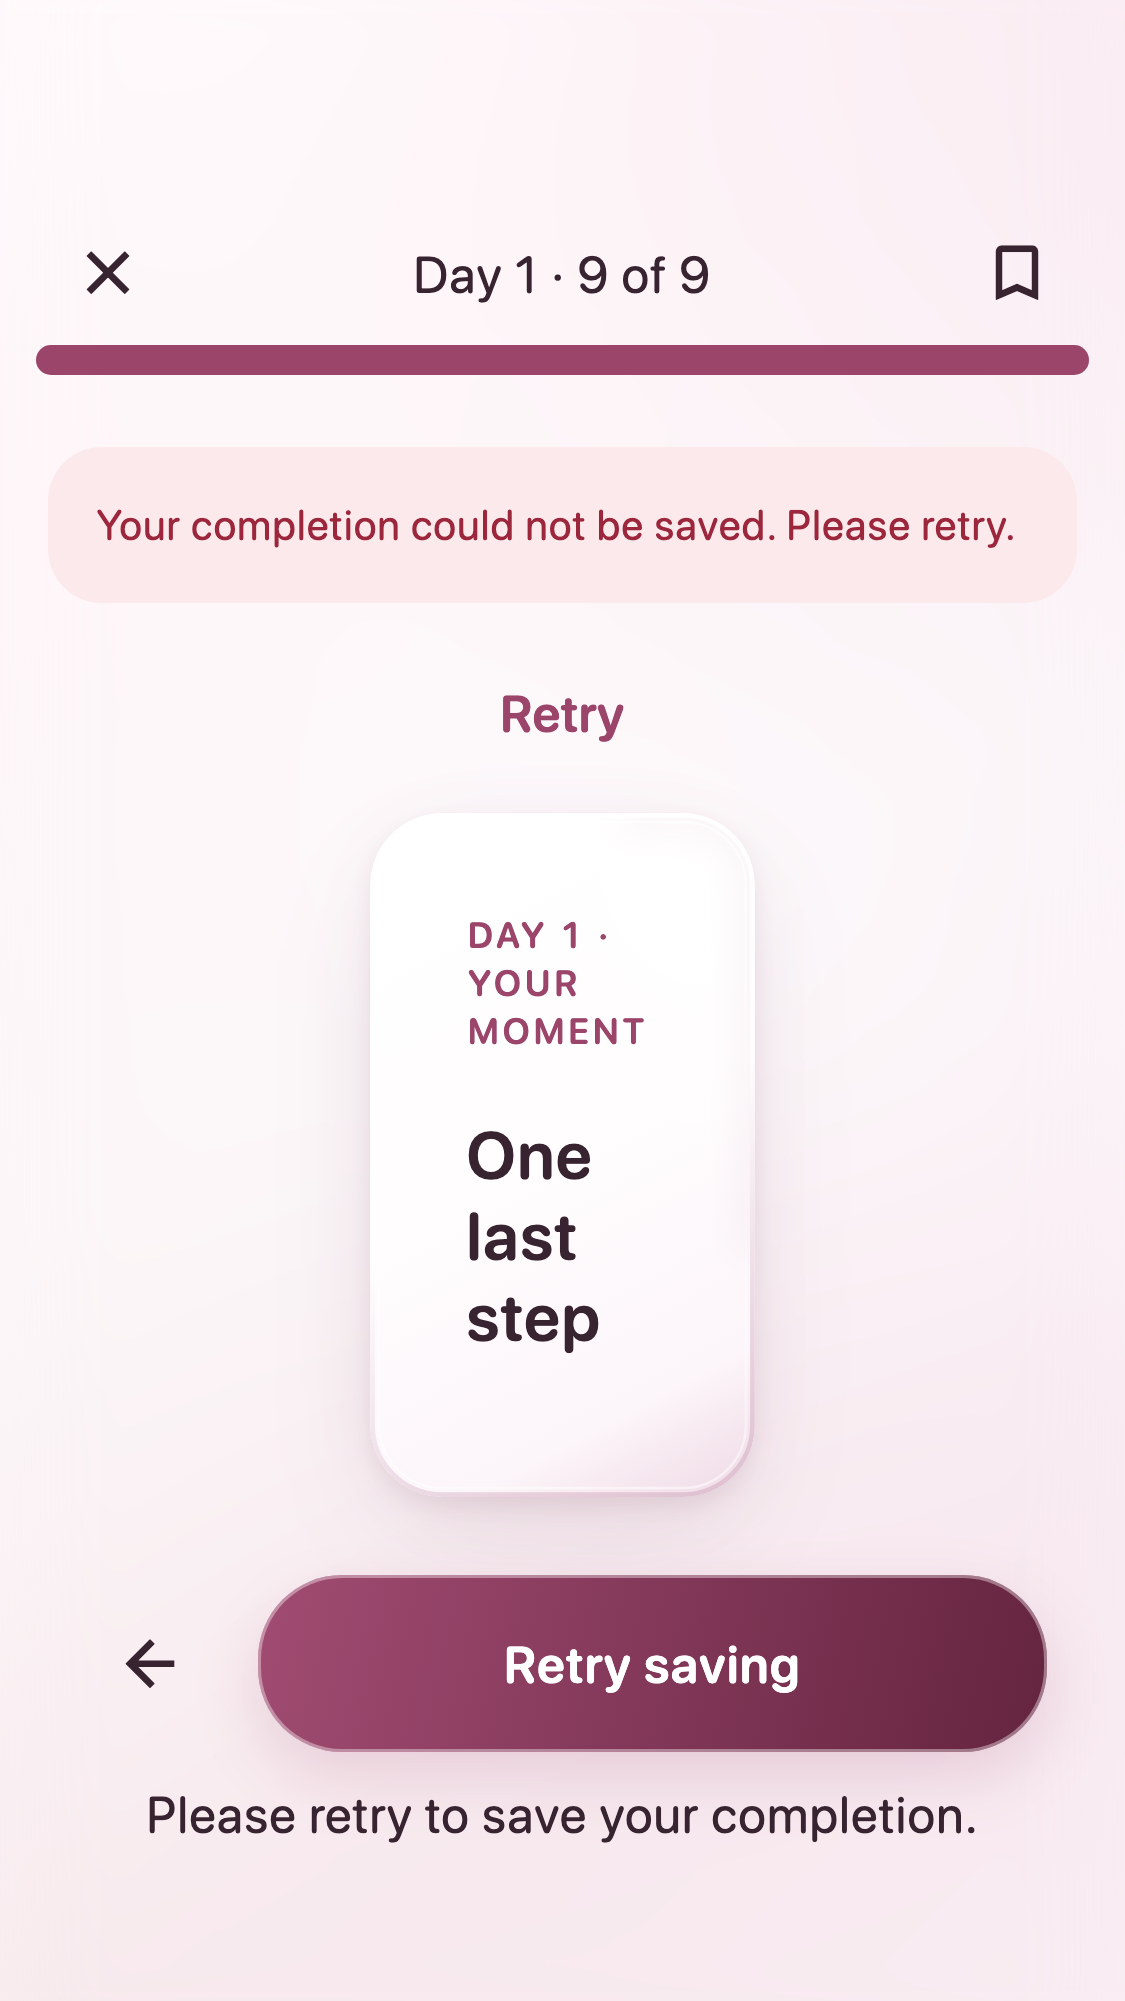 Day 1 · 9 of 9
Your completion could not be saved. Please retry.
Retry
DAY 1 ·
YOUR
MOMENT
One
last
step
Retry saving
Please retry to save your completion.